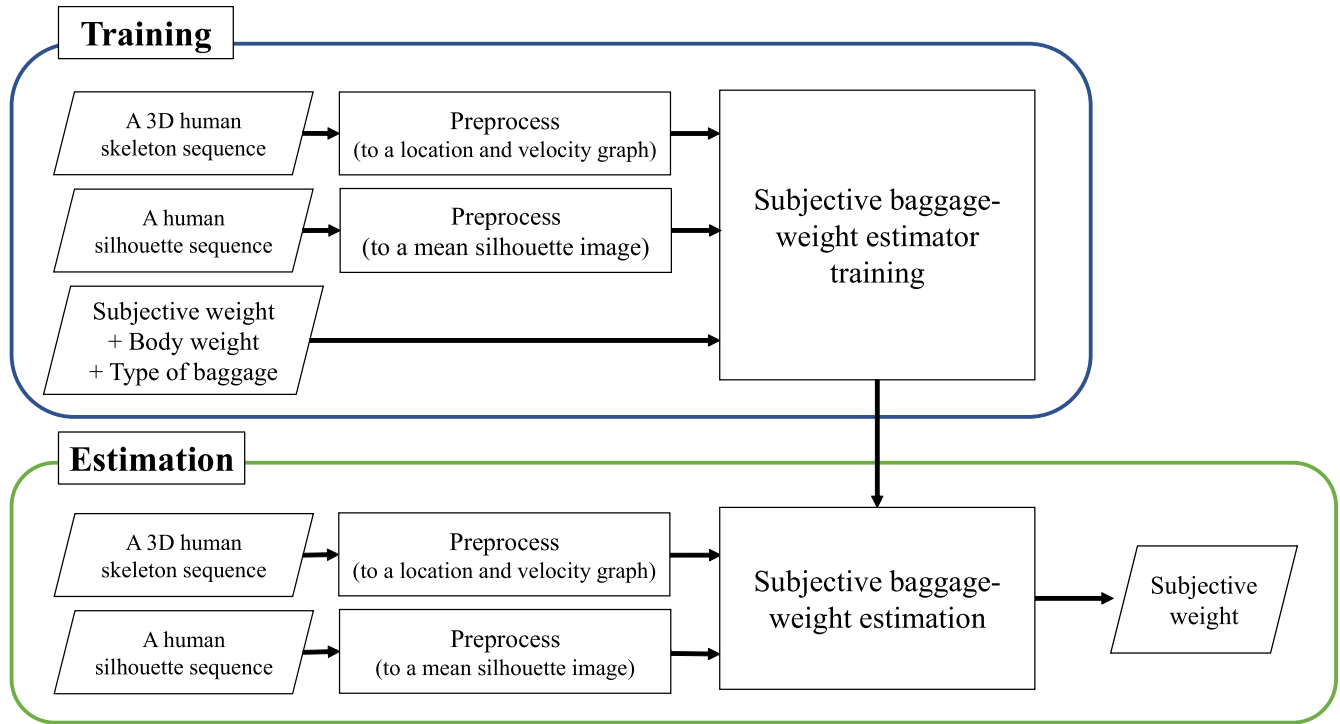 Training
A 3D human
skeleton sequence
Preprocess
(to a location and velocity graph)
A human
silhouette sequence
Preprocess
(to a mean silhouette image)
Subjective weight
+ Body weight
+ Type of baggage
Subjective baggage-
weight estimator
training
Estimation
A 3D human
skeleton sequence
Preprocess
(to a location and velocity graph)
A human
silhouette sequence
Preprocess
(to a mean silhouette image)
Subjective baggage-
weight estimation
Subjective
weight